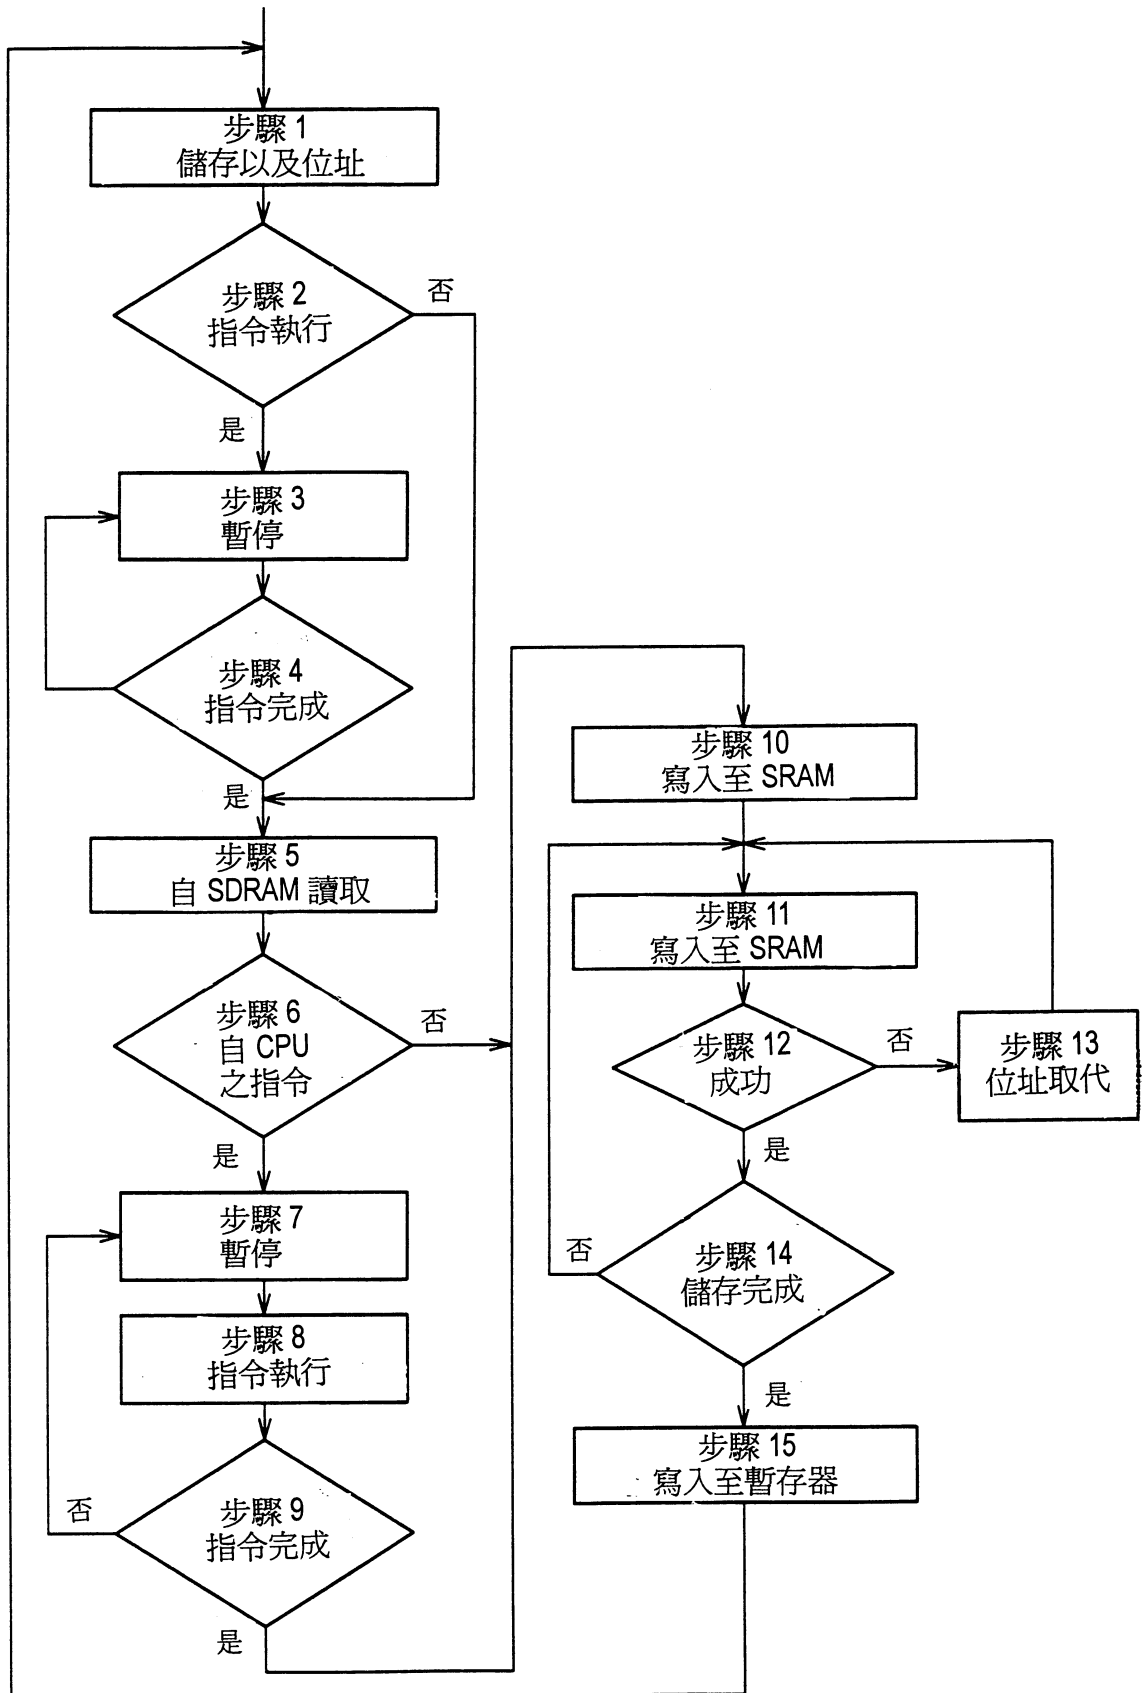 步驟 1
儲存以及位址
步驟 2
指令執行
否
是
步驟 3
暫停
步驟 4
指令完成
是
步驟 5
自 SDRAM 讀取
步驟 6
自 CPU
之指令
否
是
步驟 7
暫停
步驟 8
指令執行
步驟 9
指令完成
否
是
步驟 10
寫入至 SRAM
步驟 11
寫入至 SRAM
步驟 12
成功
否
步驟 13
位址取代
是
步驟 14
儲存完成
否
是
步驟 15
寫入至暫存器